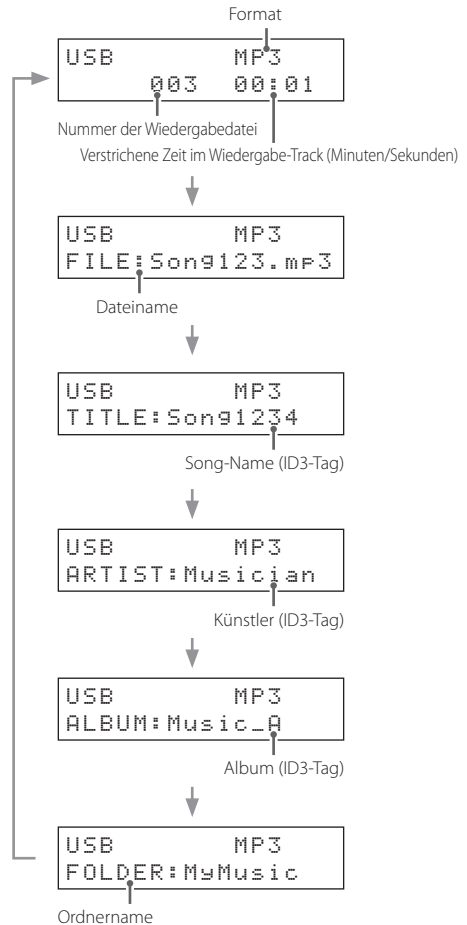 Format
USB MP3
003 00:01
Nummer der Wiedergabedatei
Verstrichene Zeit im Wiedergabe-Track (Minuten/Sekunden)
USB MP3
FILE:Song123.mp3
Dateiname
USB MP3
TITLE:Song1234
Song-Name (ID3-Tag)
USB MP3
ARTIST:Musician
Künstler (ID3-Tag)
USB MP3
ALBUM:Music_A
Album (ID3-Tag)
USB MP3
FOLDER:MyMusic
Ordnername